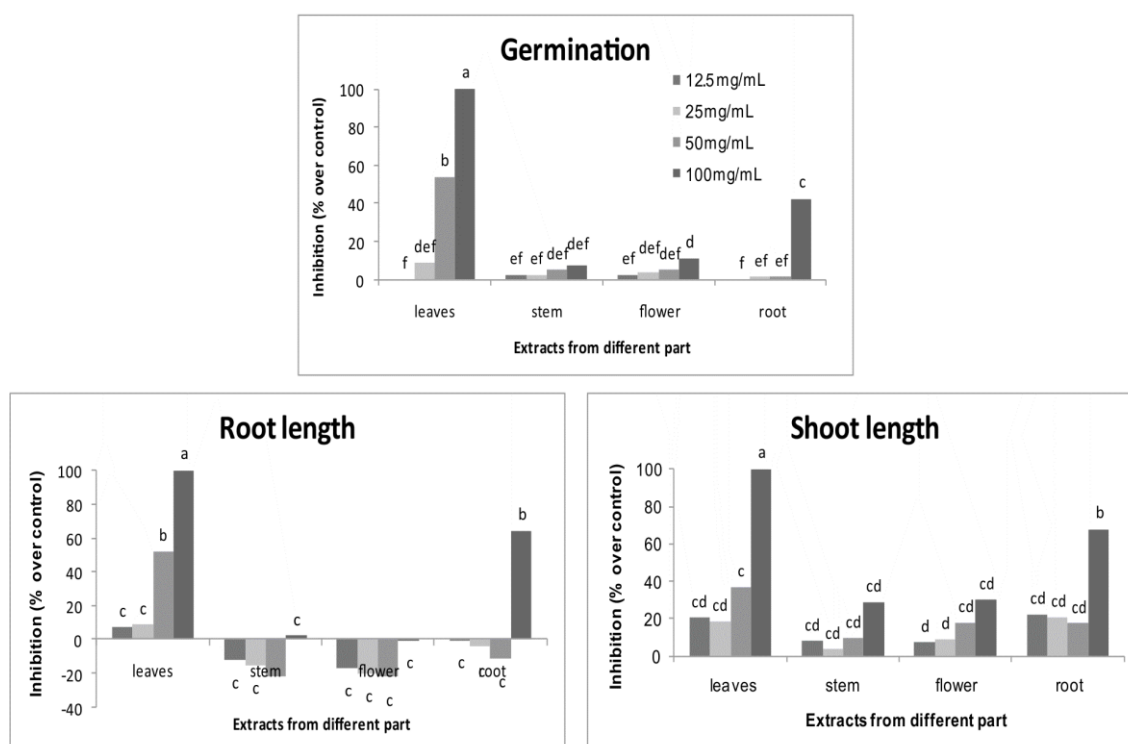 Germination
12.5mg/mL
25mg/mL
50mg/mL
100mg/mL
Inhibition (% over control)
100
80
60
40
20
0
f
def
b
a
ef
ef
def
def
ef
def
def
d
f
ef
ef
c
leaves
stem
flower
root
Extracts from different part
Root length
Inhibition (% over control)
100
80
60
40
20
0
-20
-40
c
c
b
a
c
c
c
c
c
c
c
c
c
c
b
leaves
stem
flower
root
Extracts from different part
Shoot length
Inhibition (% over control)
100
80
60
40
20
0
cd
cd
c
a
cd
cd
cd
cd
d
d
cd
cd
cd
cd
cd
b
leaves
stem
flower
root
Extracts from different part